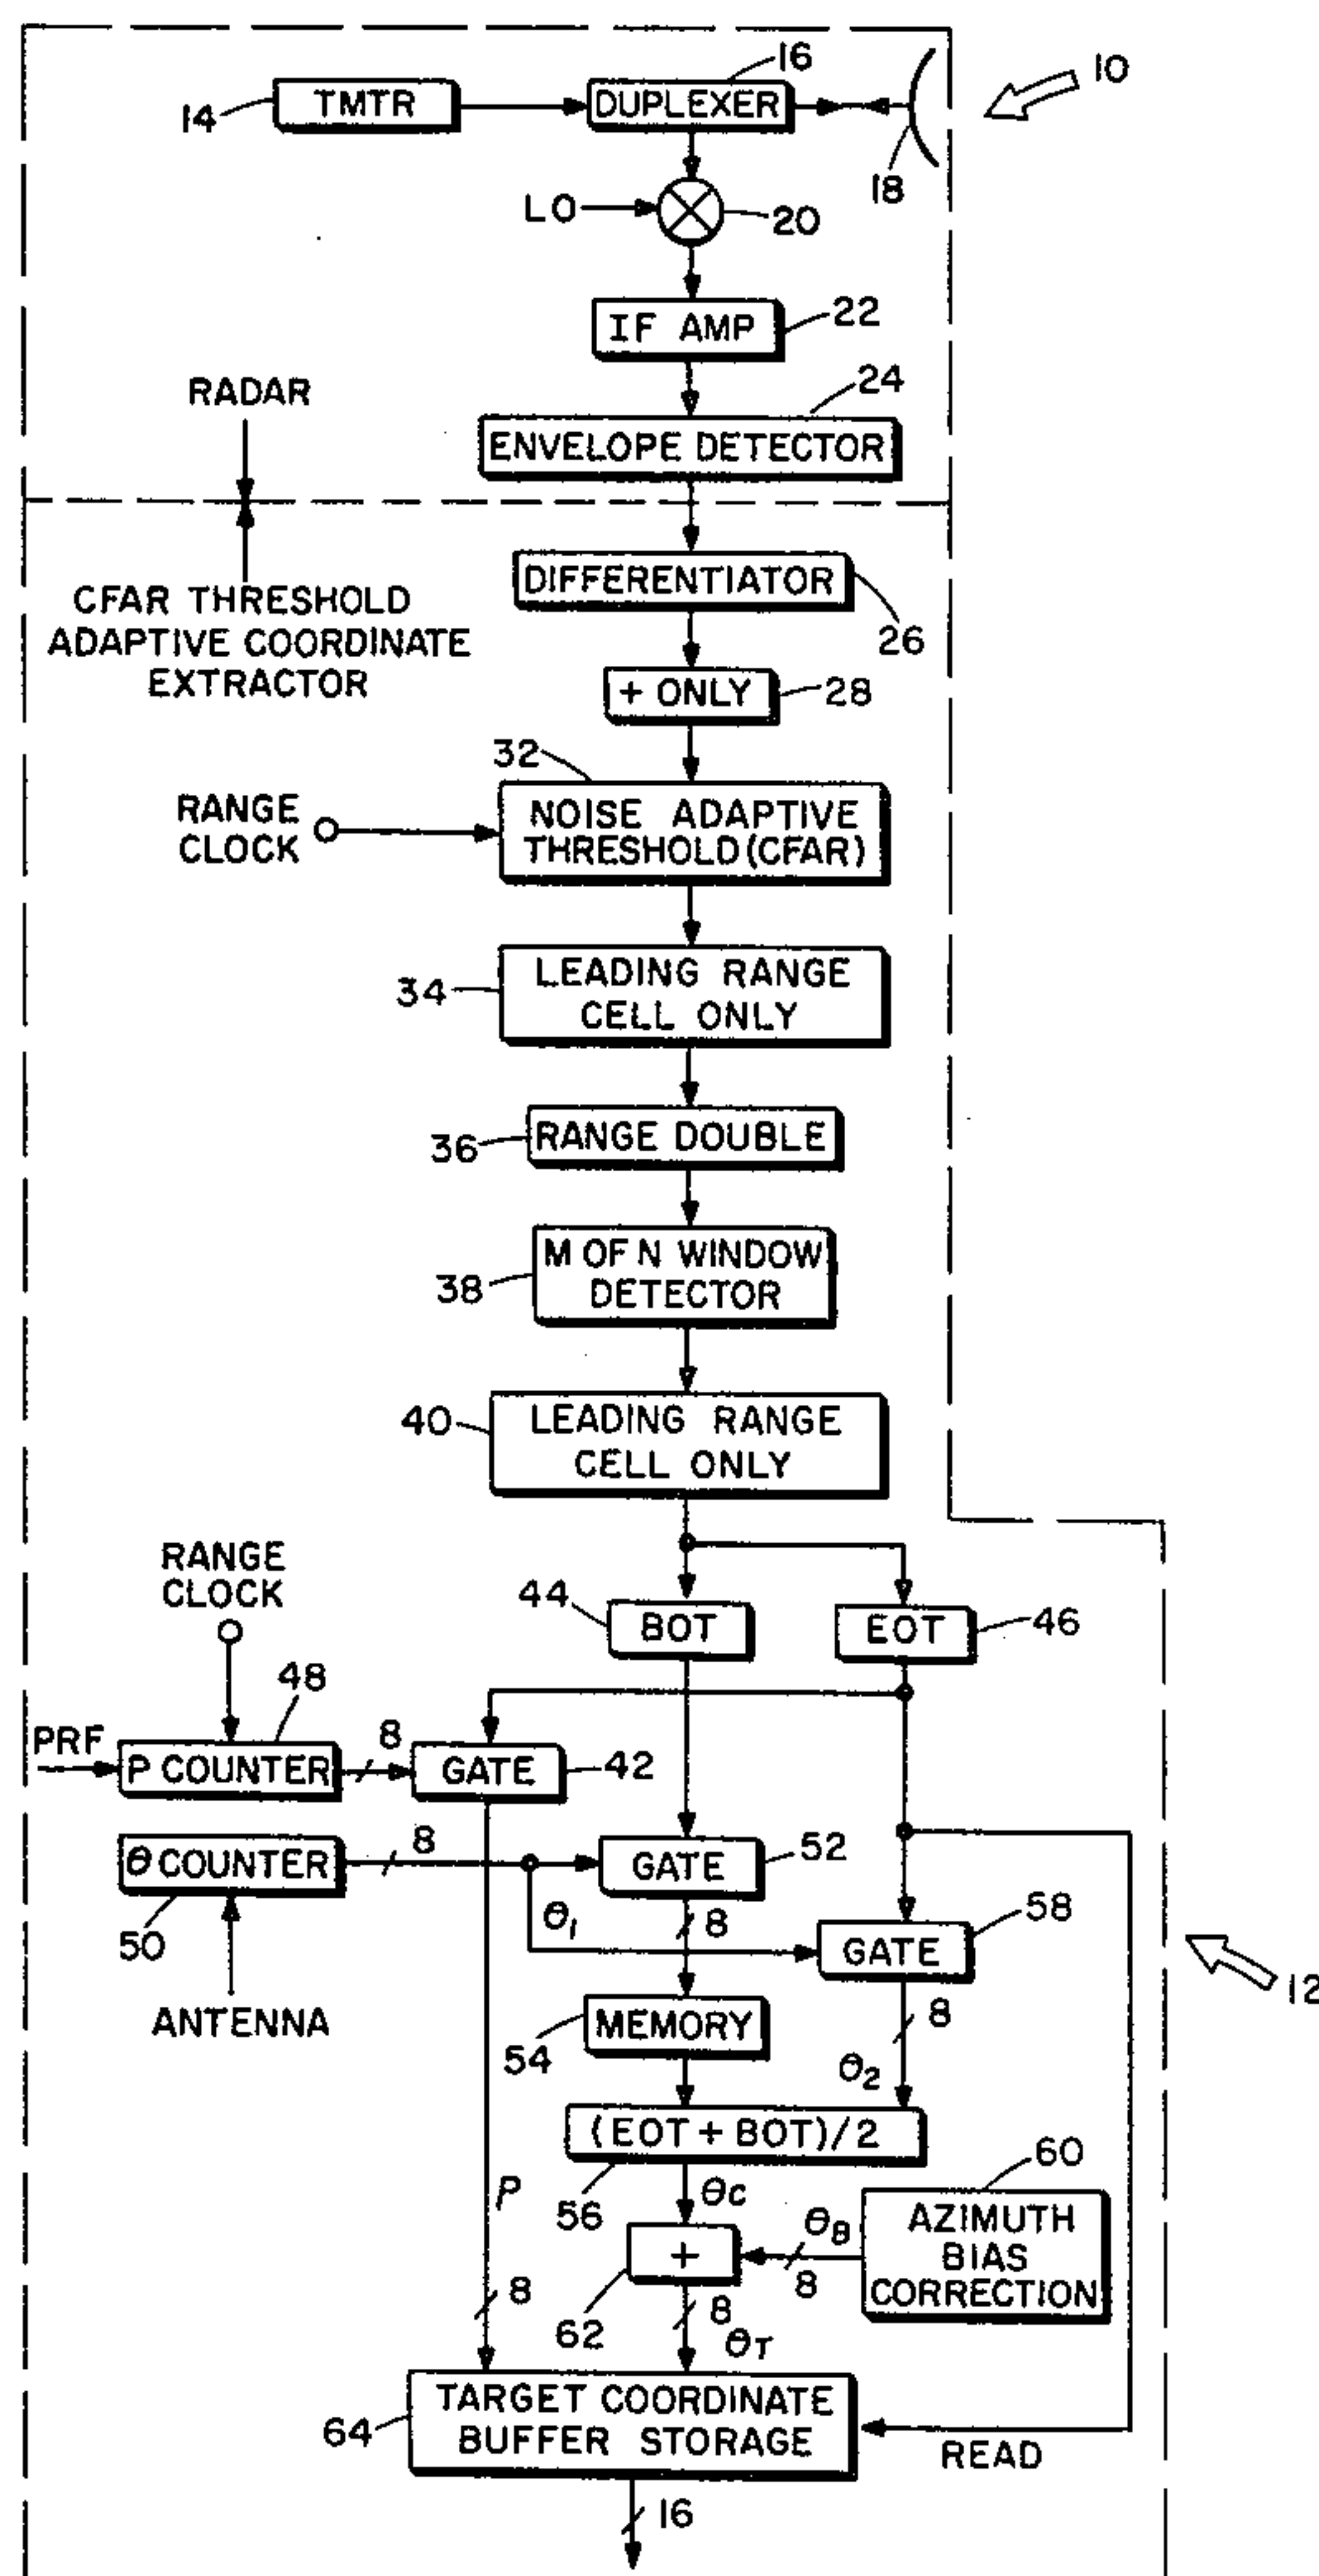 16
10
TMTR
DUPLEXER
14
18
LO
20
IF AMP
22
24
RADAR
ENVELOPE DETECTOR
DIFFERENTIATOR
26
CFAR THRESHOLD
ADAPTIVE COORDINATE
EXTRACTOR
+ ONLY
28
32
RANGE
CLOCK
NOISE ADAPTIVE
THRESHOLD (CFAR)
34
LEADING RANGE
CELL ONLY
36
RANGE DOUBLE
38
M OF N WINDOW
DETECTOR
40
LEADING RANGE
CELL ONLY
RANGE
CLOCK
44
BOT
EOT
46
48
PRF
P COUNTER
8
GATE
42
θ COUNTER
8
GATE
52
50
θ1
8
58
GATE
12
ANTENNA
MEMORY
54
8
θ2
(EOT + BOT)/2
56
60
P
θC
AZIMUTH
BIAS
CORRECTION
θB
8
+
62
8
8
θT
64
TARGET COORDINATE
BUFFER STORAGE
READ
16